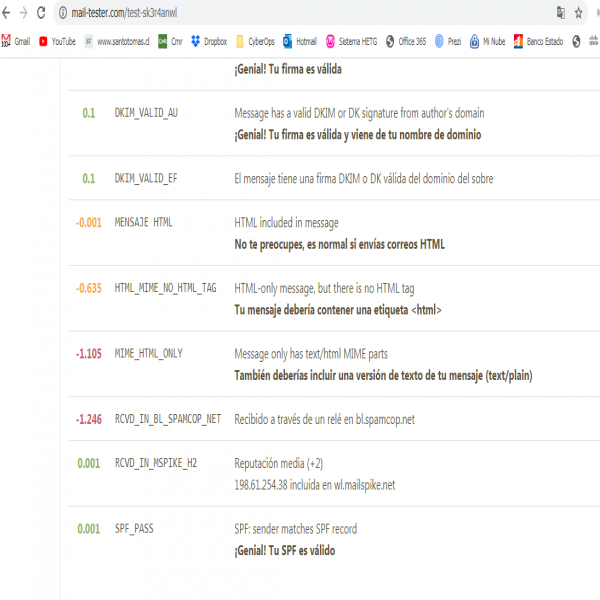 mail-tester.com/test-sk3r4anwl
Gmail YouTube ST www.santotomas.cl Cmr Dropbox CyberOps Hotmail Sistema HETG Office 365 Prezi Mi Nube Banco Estado
¡Genial! Tu firma es válida
0.1 DKIM_VALID_AU Message has a valid DKIM or DK signature from author's domain
¡Genial! Tu firma es válida y viene de tu nombre de dominio
0.1 DKIM_VALID_EF El mensaje tiene una firma DKIM o DK válida del dominio del sobre
-0.001 MENSAJE HTML HTML included in message
No te preocupes, es normal si envías correos HTML
-0.635 HTML_MIME_NO_HTML_TAG HTML-only message, but there is no HTML tag
Tu mensaje debería contener una etiqueta <html>
-1.105 MIME_HTML_ONLY Message only has text/html MIME parts
También deberías incluir una versión de texto de tu mensaje (text/plain)
-1.246 RCVD_IN_BL_SPAMCOP_NET Recibido a través de un relé en bl.spamcop.net
0.001 RCVD_IN_MSPIKE_H2 Reputación media (+2)
198.61.254.38 incluida en wl.mailspike.net
0.001 SPF_PASS SPF: sender matches SPF record
¡Genial! Tu SPF es válido